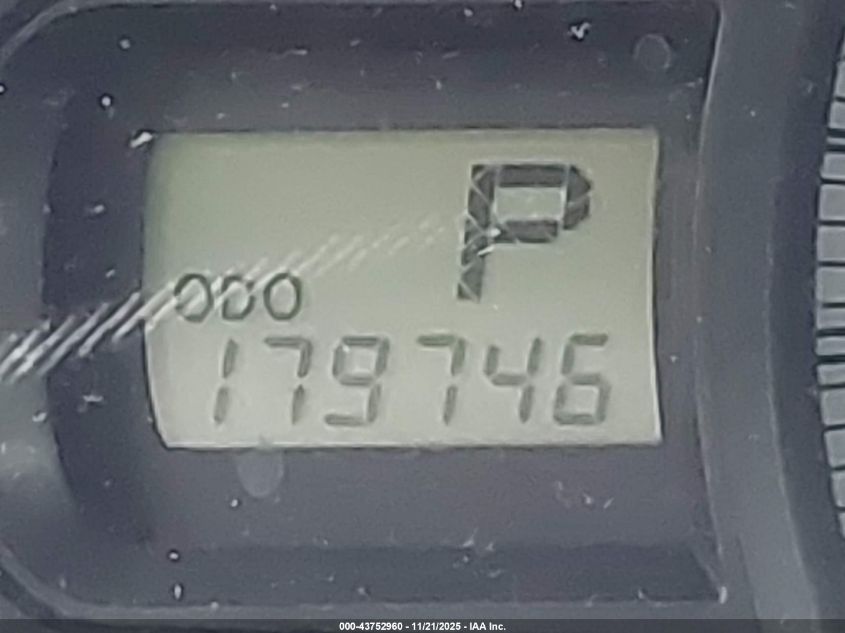 P
ODO
179746
000-43752960 - 11/21/2025 - IAA Inc.